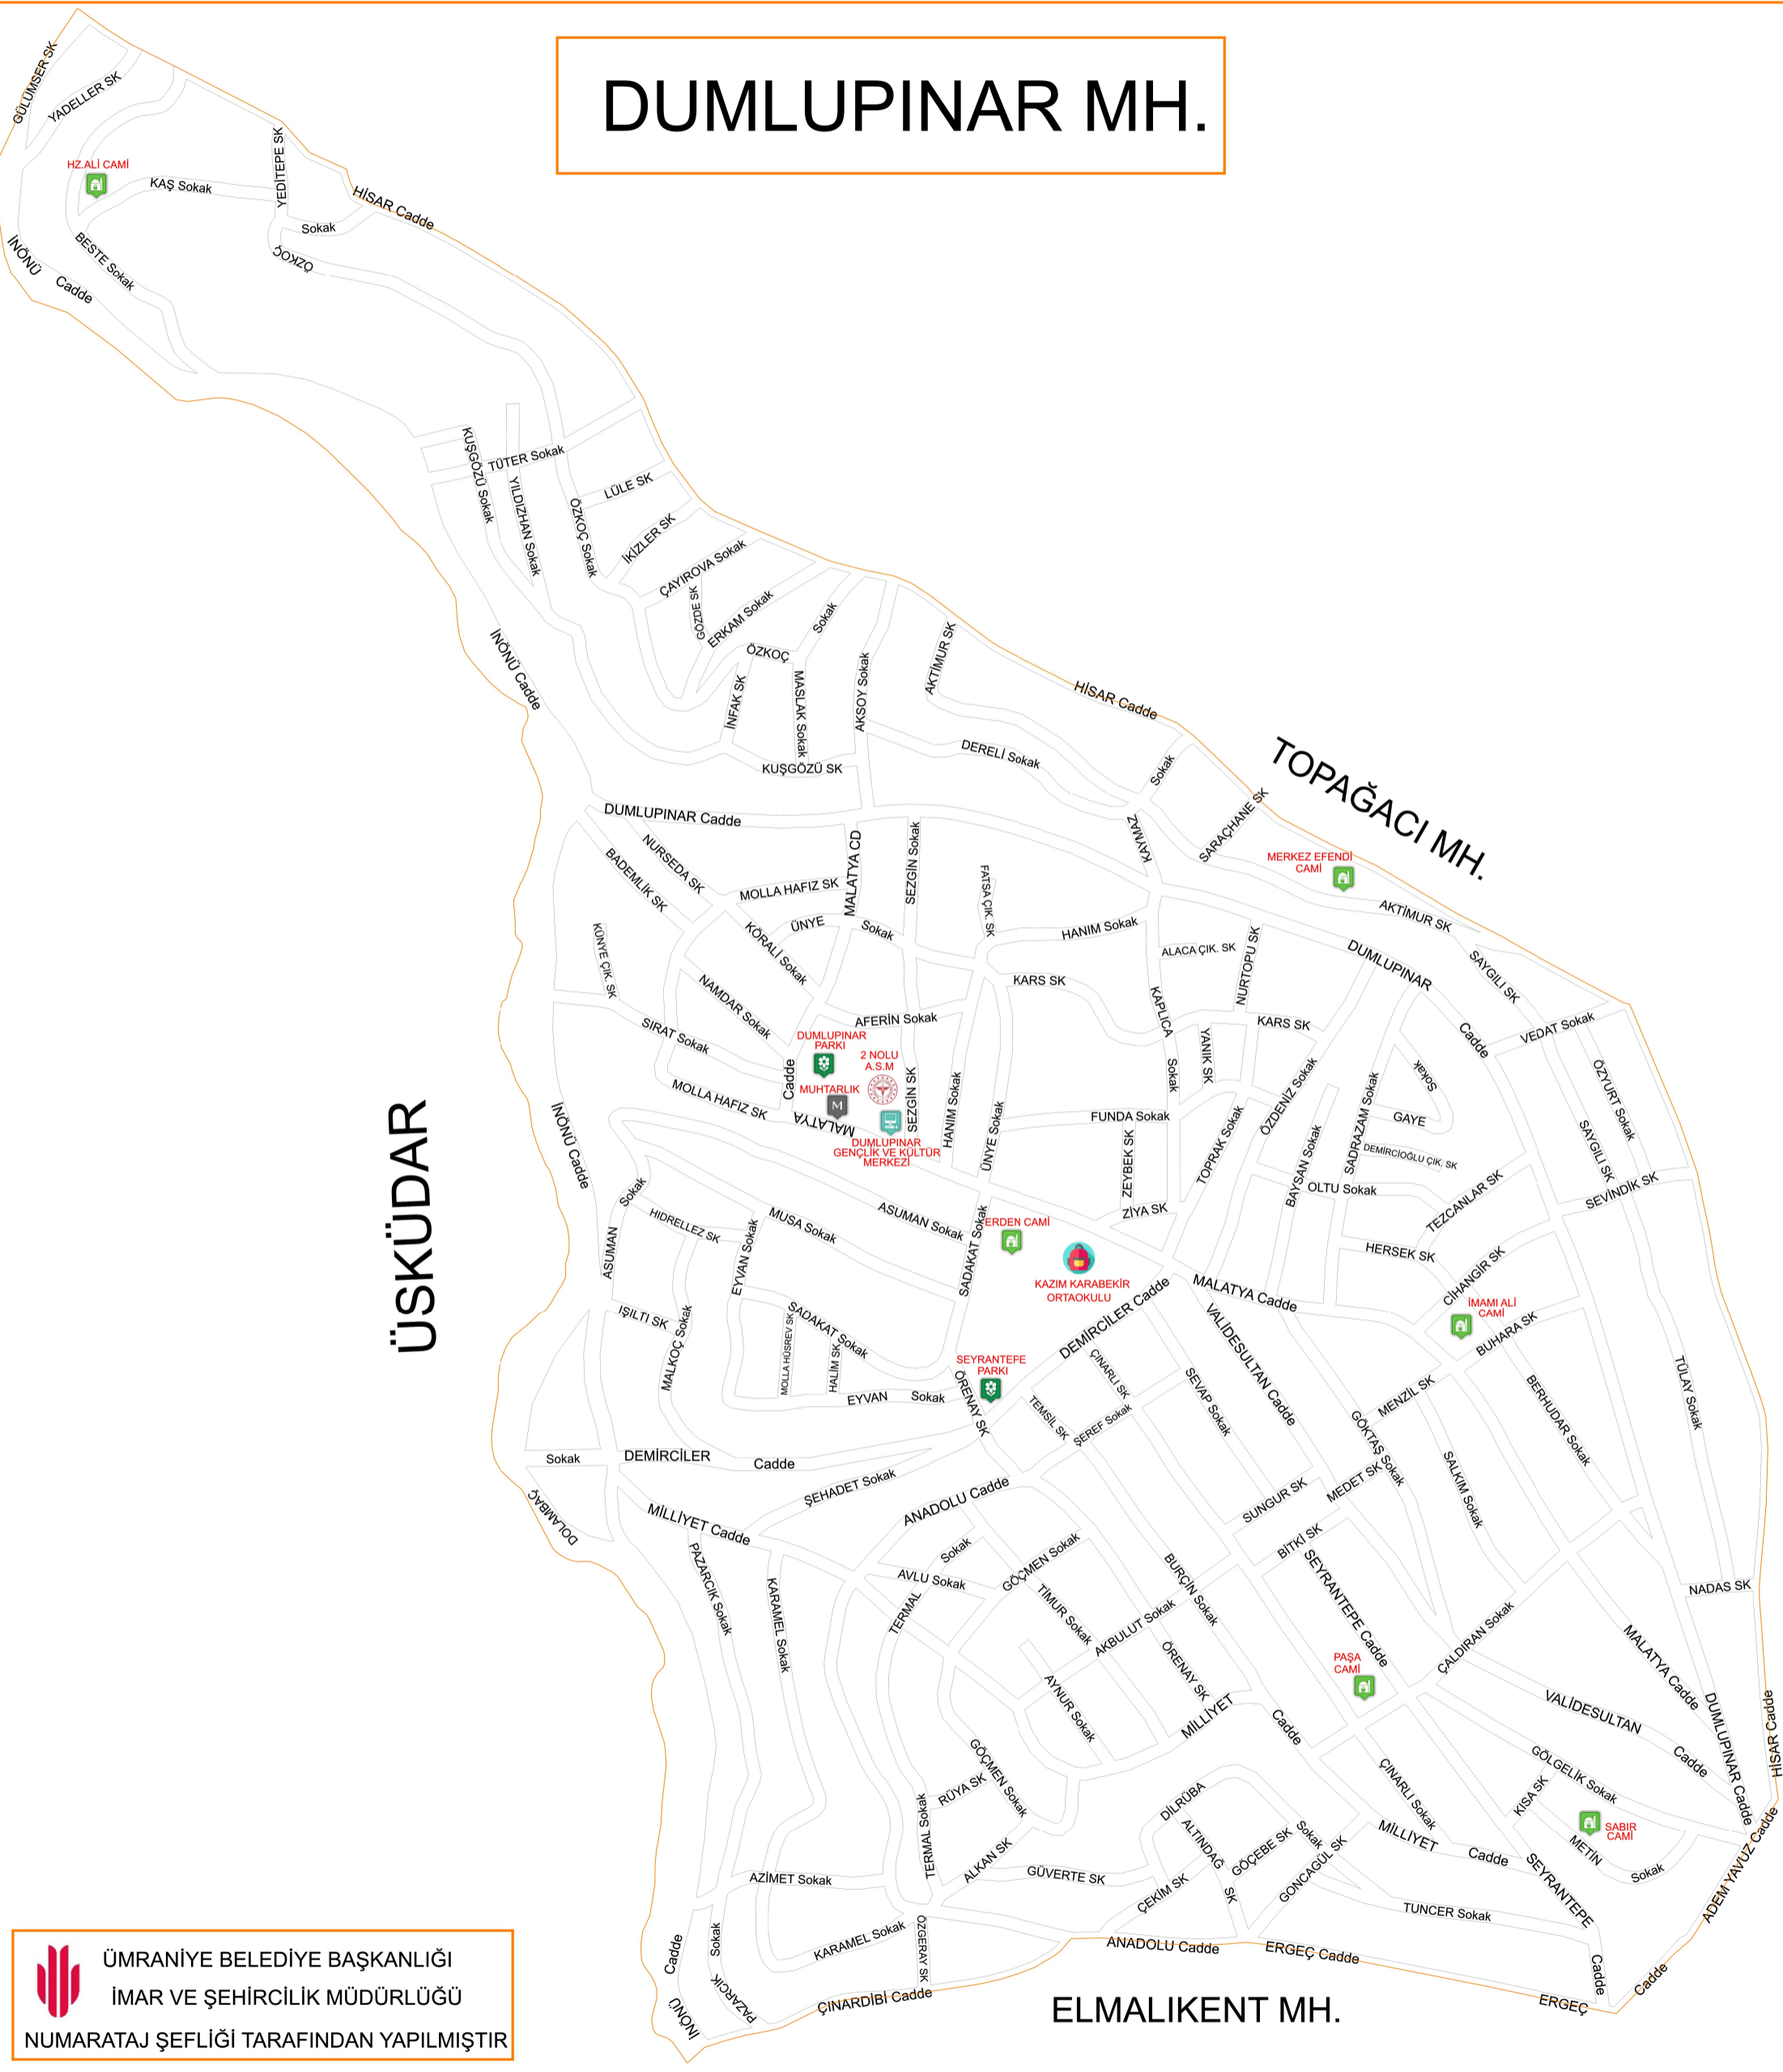 DUMLUPINAR MH.
GÜLÜMSER SK
YADELLER SK
HZ.ALİ CAMİ
KAŞ Sokak
YEDİTEPE SK
HİSAR Cadde
Sokak
ÖZKOÇ
BESTE Sokak
İNÖNÜ
Cadde
KUŞGÖZÜ Sokak
TÜTER Sokak
YILDIZHAN Sokak
LÜLE SK
ÖZKOÇ Sokak
İKİZLER SK
ÇAYIROVA Sokak
GÖZDE SK
ERKAM Sokak
Sokak
ÖZKOÇ
İNÖNÜ Cadde
İNFAK SK
MASLAK Sokak
AKSOY Sokak
AKTİMUR SK
HİSAR Cadde
DERELİ Sokak
KUŞGÖZÜ SK
Sokak
TOPAĞACI MH.
DUMLUPINAR Cadde
SARAÇHANE SK
KAYMAZ
NURSEDA SK
BADEMLİK SK
MALATYA CD
SEZGİN Sokak
MERKEZ EFENDİ
CAMİ
MOLLA HAFIZ SK
FATSA ÇIK. SK
AKTİMUR SK
ÜNYE
Sokak
HANIM Sokak
KÖRALİ Sokak
KÜNYE ÇIK. SK
ALACA ÇIK. SK
NURTOPU SK
DUMLUPINAR
SAYGILI SK
KARS SK
NAMDAR Sokak
KAPLICA
SIRAT Sokak
AFERİN Sokak
KARS SK
Cadde
VEDAT Sokak
DUMLUPINAR
PARKI
2 NOLU
A.S.M
YANIK SK
Cadde
Sokak
Sokak
ÖZYURT Sokak
MUHTARLIK
SEZGİN SK
HANIM Sokak
MOLLA HAFIZ SK
MALATYA
ÖZDENİZ Sokak
SADRAZAM Sokak
FUNDA Sokak
GAYE
ÜSKÜDAR
İNÖNÜ Cadde
ÜNYE Sokak
DUMLUPINAR
GENÇLİK VE KÜLTÜR
MERKEZİ
ZEYBEK SK
TOPRAK Sokak
BAYSAN Sokak
DEMİRCİOĞLU ÇIK. SK
SAYGILI SK
OLTU Sokak
TEZCANLAR SK
SEVİNDİK SK
Sokak
HIDRELLEZ SK
MUSA Sokak
ASUMAN Sokak
ERDEN CAMİ
ZİYA SK
ASUMAN
EYVAN Sokak
SADAKAT Sokak
HERSEK SK
KAZIM KARABEKİR
ORTAOKULU
CİHANGİR SK
MALATYA Cadde
İMAMI ALİ
CAMİ
IŞILTI SK
MALKOÇ Sokak
MOLLA HÜSREV SK
SADAKAT Sokak
HALİM SK
DEMİRCİLER Cadde
VALİDESULTAN Cadde
BUHARA SK
SEYRANTEPE
PARKI
ÇINARLI SK
SEVAP Sokak
TÜLAY Sokak
EYVAN
Sokak
ÖRENAY SK
TEMSİL SK
ŞEREF Sokak
MENZİL SK
BERHUDAR Sokak
GÖKTAŞ Sokak
Sokak
DEMİRCİLER
Cadde
ŞEHADET Sokak
SALKIM Sokak
MEDET SK
DOLAMBAÇ
MİLLİYET Cadde
ANADOLU Cadde
SUNGUR SK
BİTKİ SK
PAZARCIK Sokak
KARAMEL Sokak
Sokak
AVLU Sokak
GÖÇMEN Sokak
TERMAL
TİMUR Sokak
BURÇİN Sokak
SEYRANTEPE Cadde
NADAS SK
AKBULUT Sokak
ÖRENAY SK
ÇALDIRAN Sokak
MALATYA Cadde
PAŞA
CAMİ
AYNUR Sokak
MİLLİYET
Cadde
VALİDESULTAN
Cadde
DUMLUPINAR Cadde
HİSAR Cadde
GÖÇMEN Sokak
RÜYA SK
ÇINARLI Sokak
GÖLGELİK Sokak
KISA SK
DİLRÜBA
SABIR
CAMİ
TERMAL Sokak
ALTINDAĞ
SK
Sokak
GÖÇEBE SK
MİLLİYET
Cadde
METİN
Sokak
ALKAN SK
GÜVERTE SK
ÇEKİM SK
GONCAGÜL SK
SEYRANTEPE
Cadde
ADEM YAVUZ Cadde
AZİMET Sokak
TUNCER Sokak
KARAMEL Sokak
ÖZGERAY SK
ANADOLU Cadde
ERGEÇ Cadde
Cadde
Sokak
İNÖNÜ
PAZARCIK
ÇINARDİBİ Cadde
ERGEÇ
Cadde
ELMALIKENT MH.
ÜMRANİYE BELEDİYE BAŞKANLIĞI
İMAR VE ŞEHİRCİLİK MÜDÜRLÜĞÜ
NUMARATAJ ŞEFLİĞİ TARAFINDAN YAPILMIŞTIR